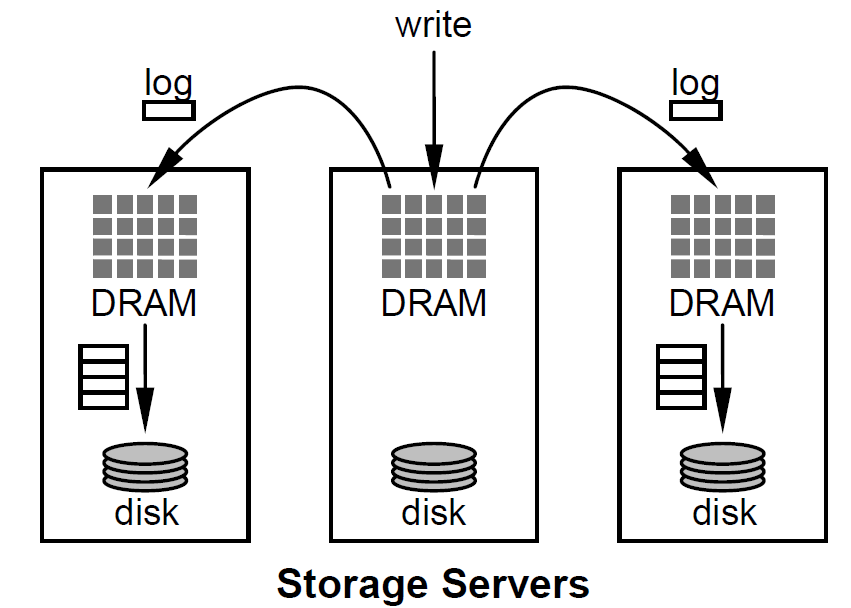 write
log
log
DRAM
DRAM
DRAM
disk
disk
disk
Storage Servers